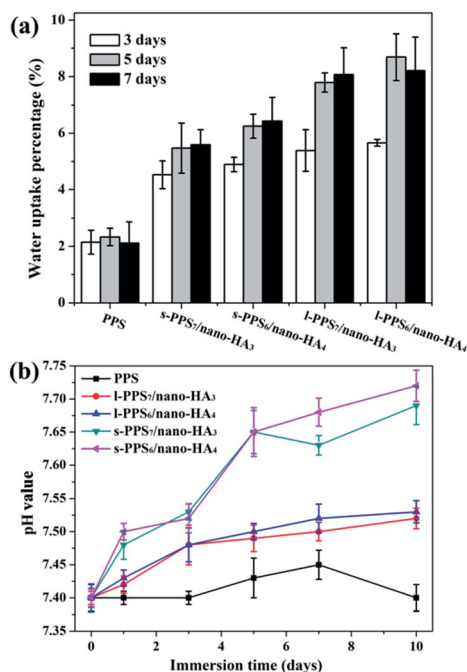 (a)
3 days
5 days
7 days
Water uptake percentage (%)
10
8
6
4
2
0
PPS
s-PPS₇/nano-HA₃
s-PPS₆/nano-HA₄
l-PPS₇/nano-HA₃
l-PPS₆/nano-HA₄
(b)
PPS
l-PPS₇/nano-HA₃
l-PPS₆/nano-HA₄
s-PPS₇/nano-HA₃
s-PPS₆/nano-HA₄
pH value
7.75
7.70
7.65
7.60
7.55
7.50
7.45
7.40
7.35
0 2 4 6 8 10
Immersion time (days)